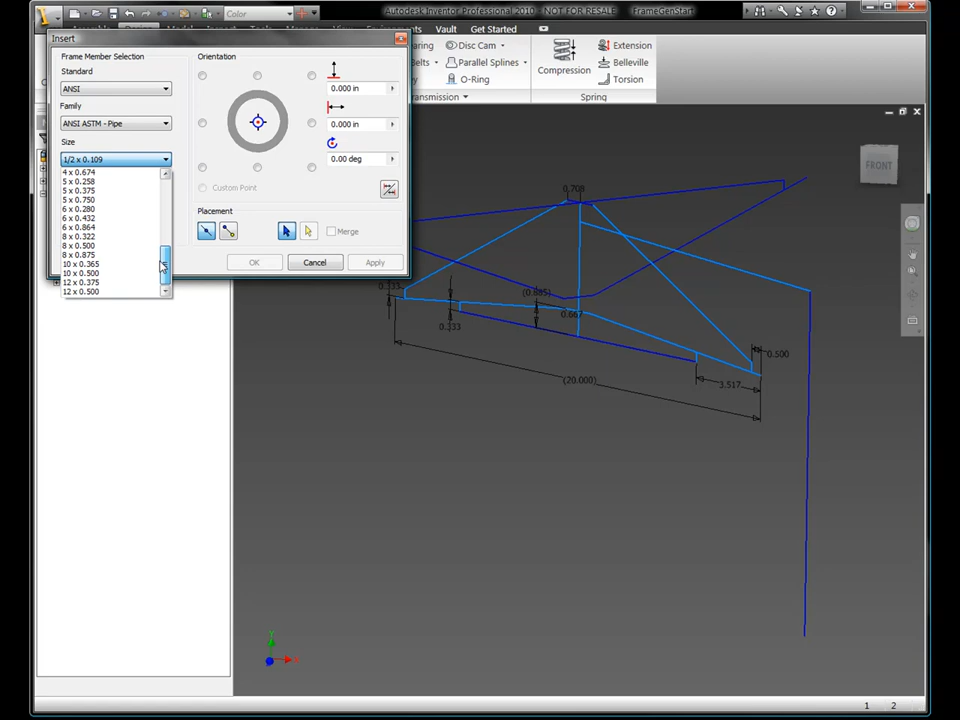 Color
Autodesk Inventor Professional 2010 - NOT FOR RESALE FrameGenStart
Vault Get Started
Insert
Frame Member Selection
Standard
ANSI
Family
ANSI ASTM - Pipe
Size
1/2 x 0.109
4 x 0.674
5 x 0.258
5 x 0.375
5 x 0.750
6 x 0.280
6 x 0.432
6 x 0.864
8 x 0.322
8 x 0.500
8 x 0.875
10 x 0.365
10 x 0.500
12 x 0.375
12 x 0.500
Orientation
0.000 in
0.000 in
0.00 deg
Custom Point
Placement
Merge
OK Cancel Apply
Disc Cam
Parallel Splines
O-Ring
Compression
Extension
Belleville
Torsion
Spring
FRONT
0.708
0.333
0.333
(0.885)
0.667
0.500
3.517
(20.000)
Y
X
1 2